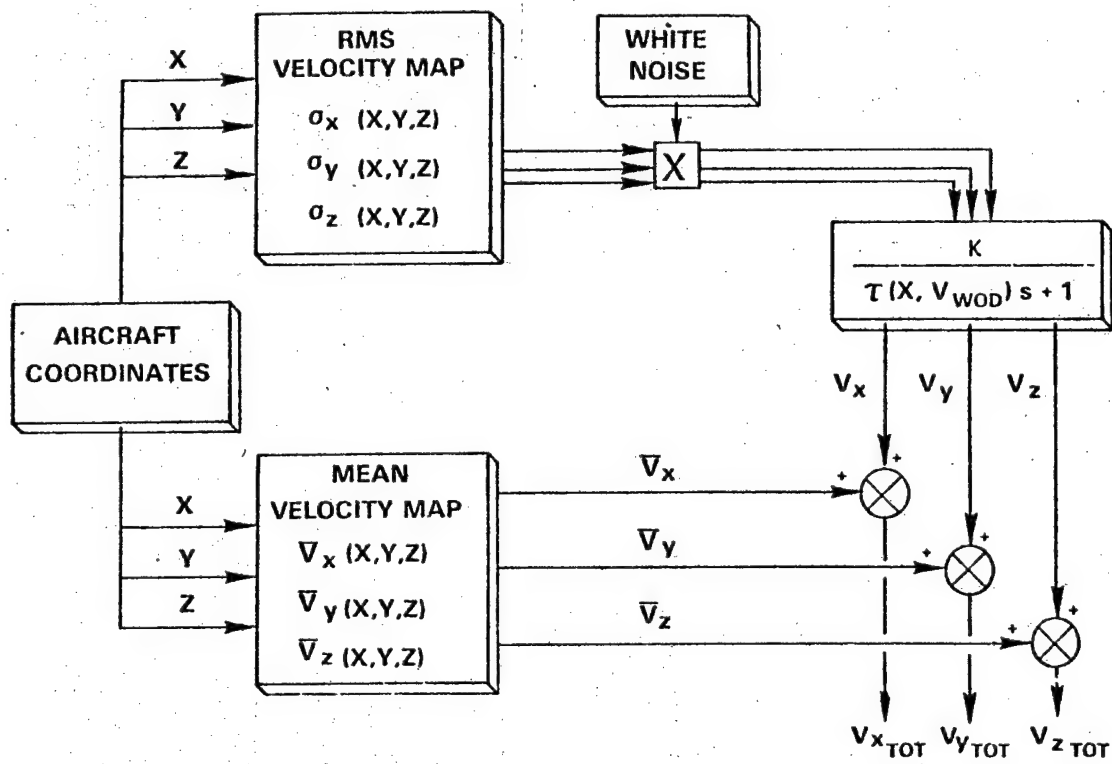 RMS
VELOCITY MAP
σx (X,Y,Z)
σy (X,Y,Z)
σz (X,Y,Z)
X
Y
Z
WHITE
NOISE
X
K
τ(X, VWOD) s + 1
AIRCRAFT
COORDINATES
Vx
Vy
Vz
MEAN
VELOCITY MAP
V̅x (X,Y,Z)
V̅y (X,Y,Z)
V̅z (X,Y,Z)
X
Y
Z
V̅x
+
+
V̅y
+
+
V̅z
+
+
VxTOT
VyTOT
VzTOT